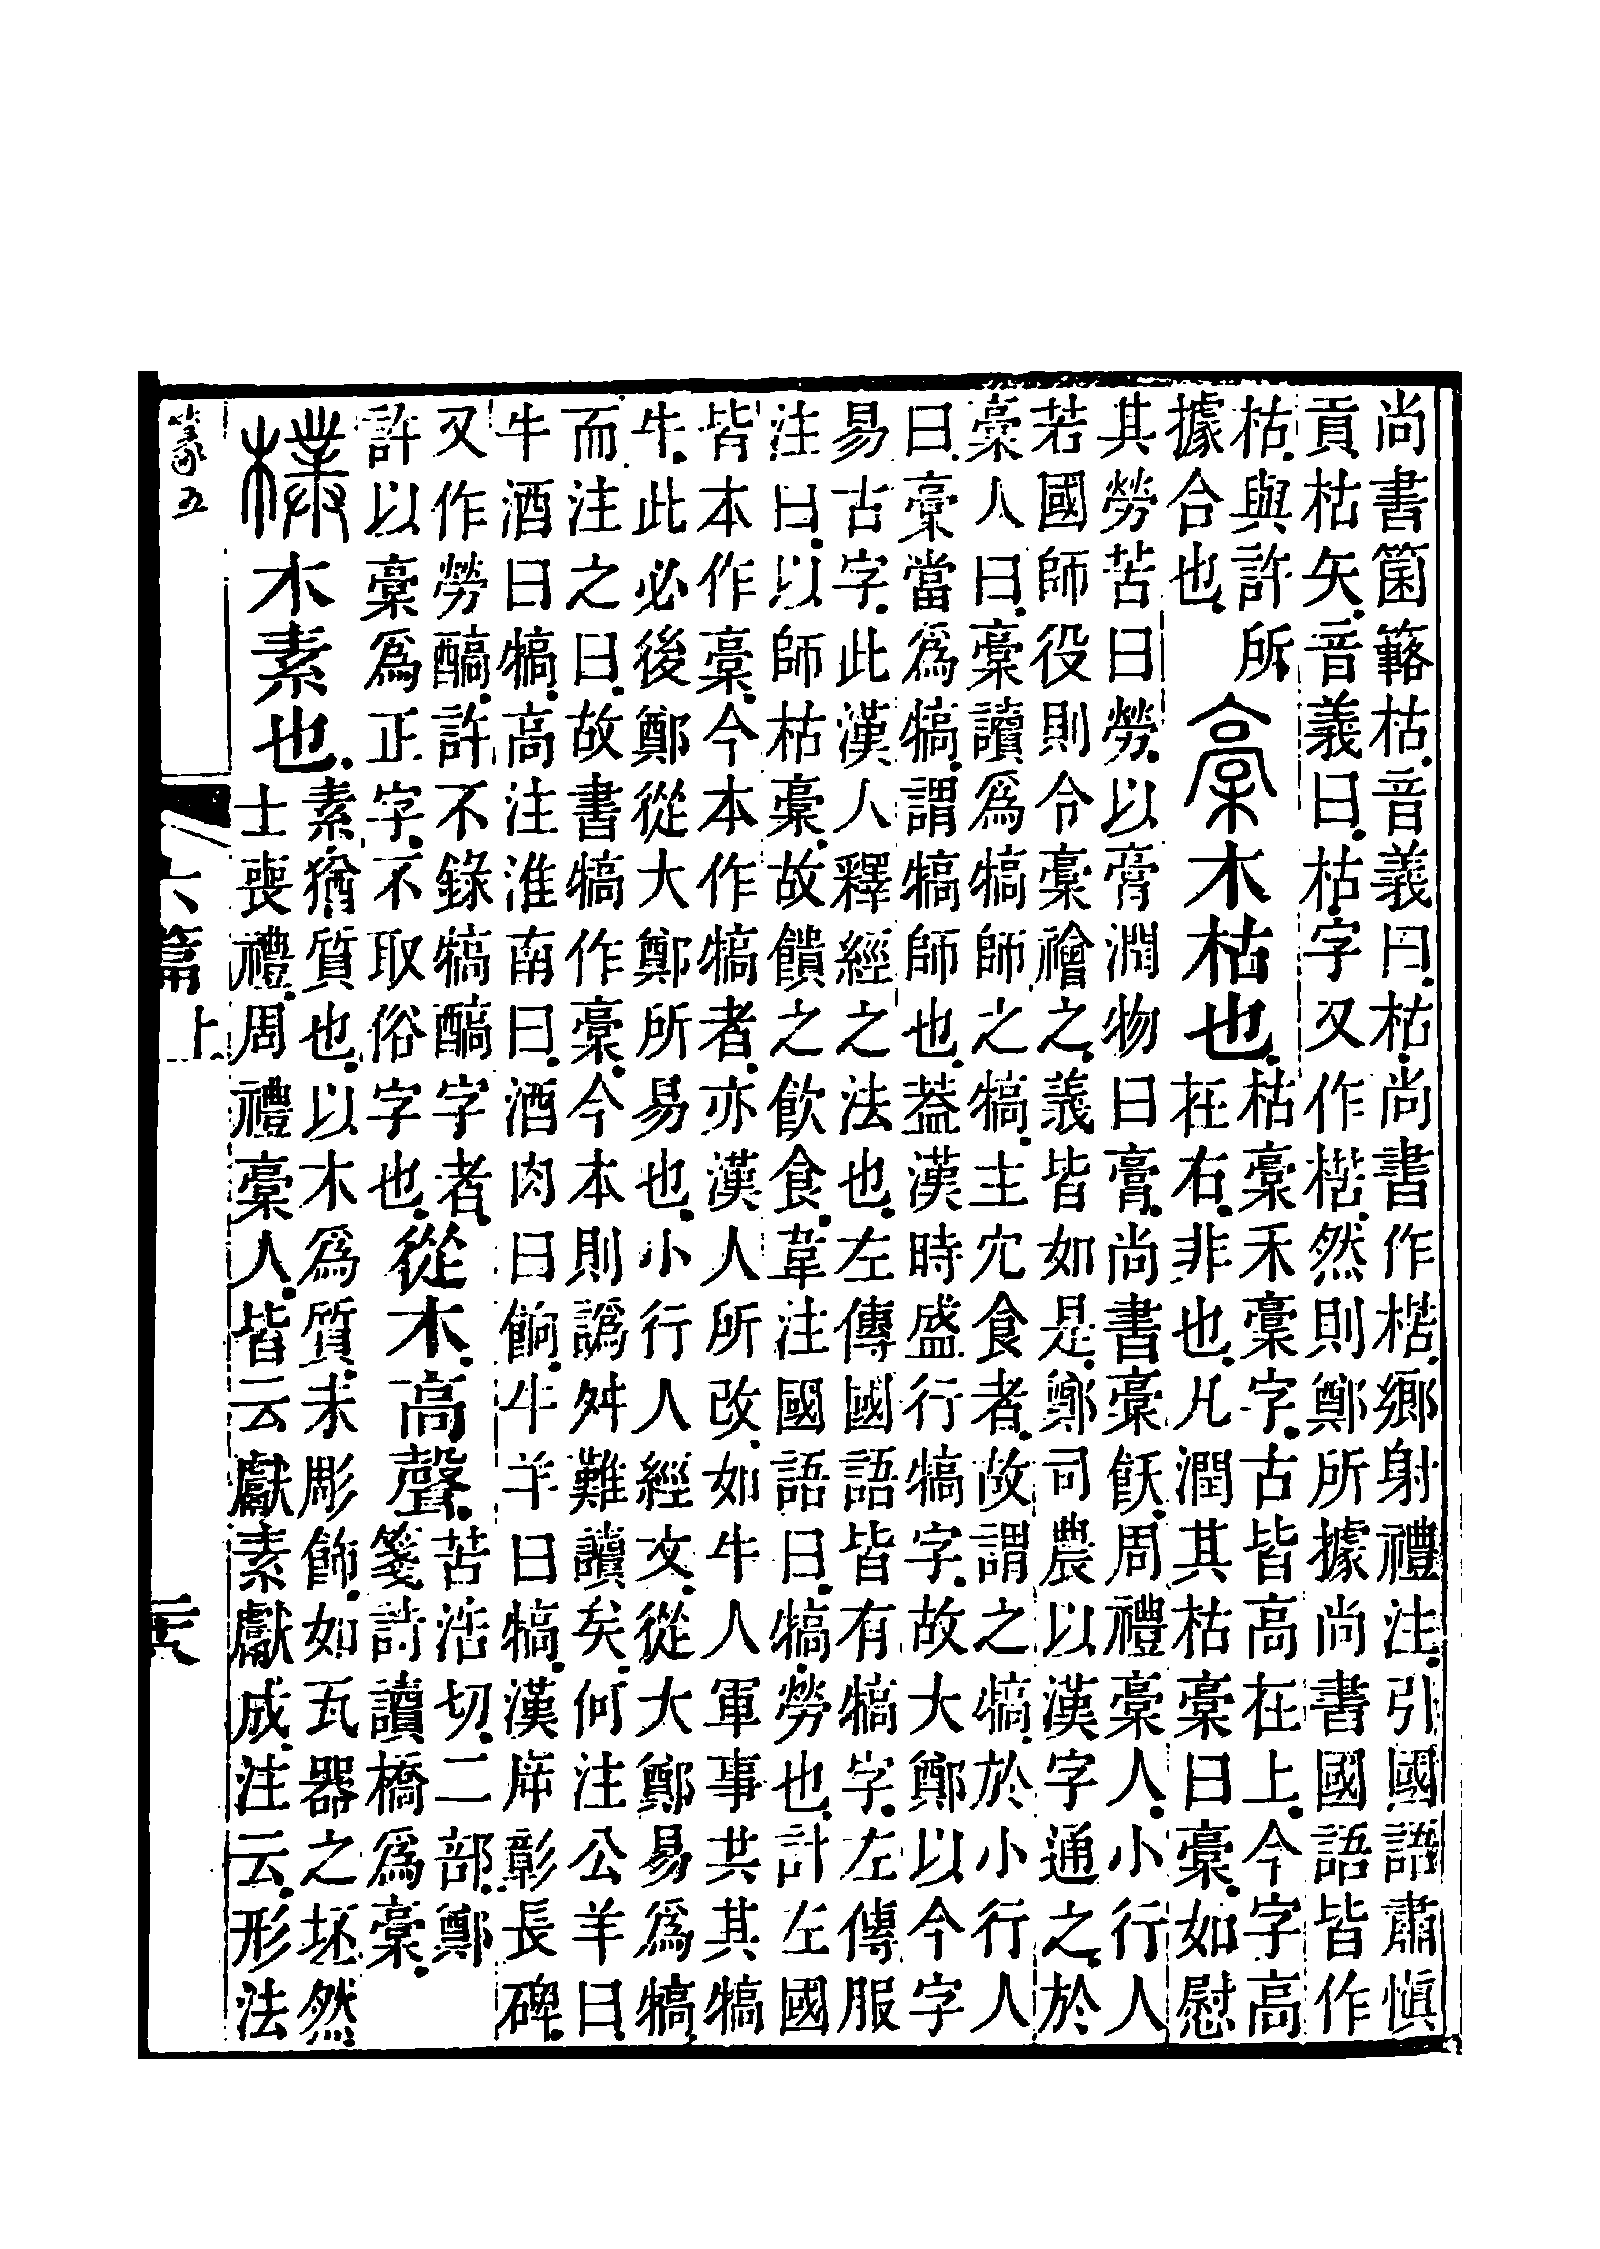 尚書箘簬枯音義曰枯尚書作楛鄉射禮注引國語肅愼
貢枯矢音義曰枯字又作楛然則鄭所據尚書國語皆作
枯與許所
據合也
槀木枯也
枯槀禾槀字古皆高在上今字高
在右非也凡潤其枯槀曰槀如慰
其勞苦曰勞以膏潤物曰膏尚書槀飫周禮槀人小行人
若國師役則令槀禬之義皆如是鄭司農以漢字通之於
槀人曰槀讀爲犒師之犒主宂食者故謂之犒於小行人
曰槀當爲犒謂犒師也葢漢時盛行犒字故大鄭以今字
易古字此漢人釋經之法也左傳國語皆有犒字左傳服
注曰以師枯槀故饋之飲食韋注國語曰犒勞也計左國
皆本作槀今本作犒者亦漢人所改如牛人軍事共其犒
牛此必後鄭從大鄭所易也小行人經文從大鄭易爲犒
而注之曰故書犒作槀今本則譌舛難讀矣何注公羊曰
牛酒曰犒高注淮南曰酒肉曰餉牛羊曰犒漢㡿彰長碑
又作勞𨢐許不錄犒𨢐字者
許以槀爲正字不取俗字也
從木高聲
苦浩切二部鄭
箋詩讀橋爲槀
樸木素也
素猶質也以木爲質未彫飾如瓦器之坯然
士喪禮周禮槀人皆云獻素獻成注云形法
篆五
六篇上